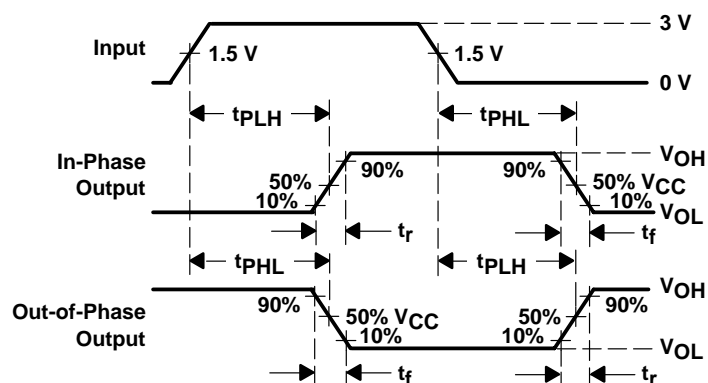 3 V
Input
1.5 V
1.5 V
0 V
tPLH
tPHL
In-Phase
Output
VOH
90%
90%
50%
50% VCC
10%
10%
VOL
tr
tf
tPHL
tPLH
Out-of-Phase
Output
VOH
90%
90%
50% VCC
50%
10%
10%
VOL
tf
tr